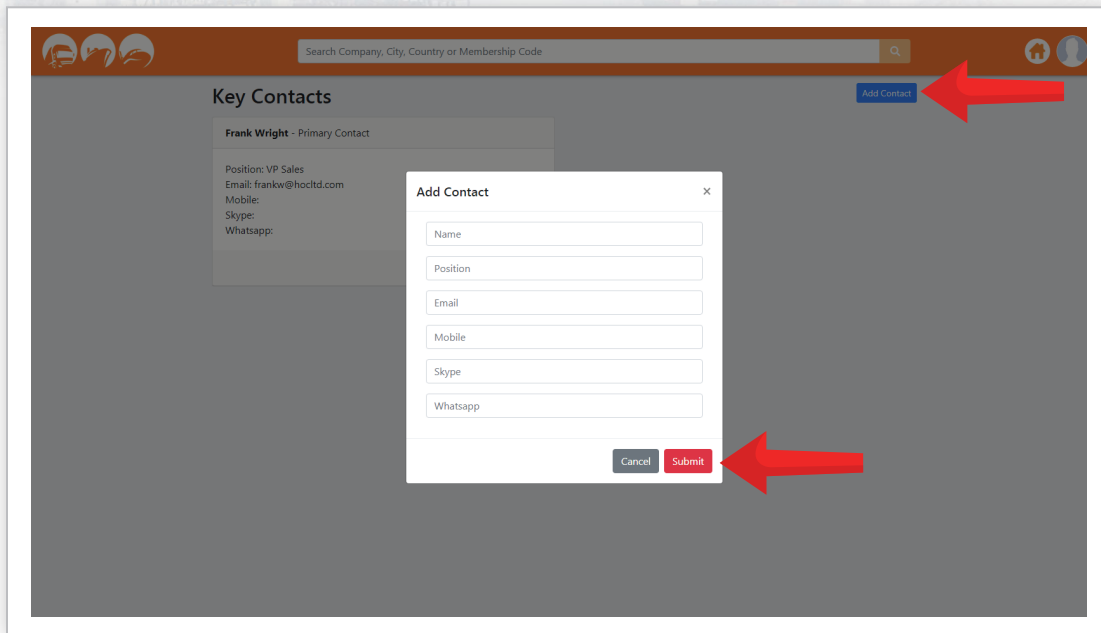 Search Company, City, Country or Membership Code
Key Contacts
Add Contact
Frank Wright - Primary Contact
Position: VP Sales
Email: frankw@hocltd.com
Mobile:
Skype:
Whatsapp:
Add Contact
×
Name
Position
Email
Mobile
Skype
Whatsapp
Cancel
Submit